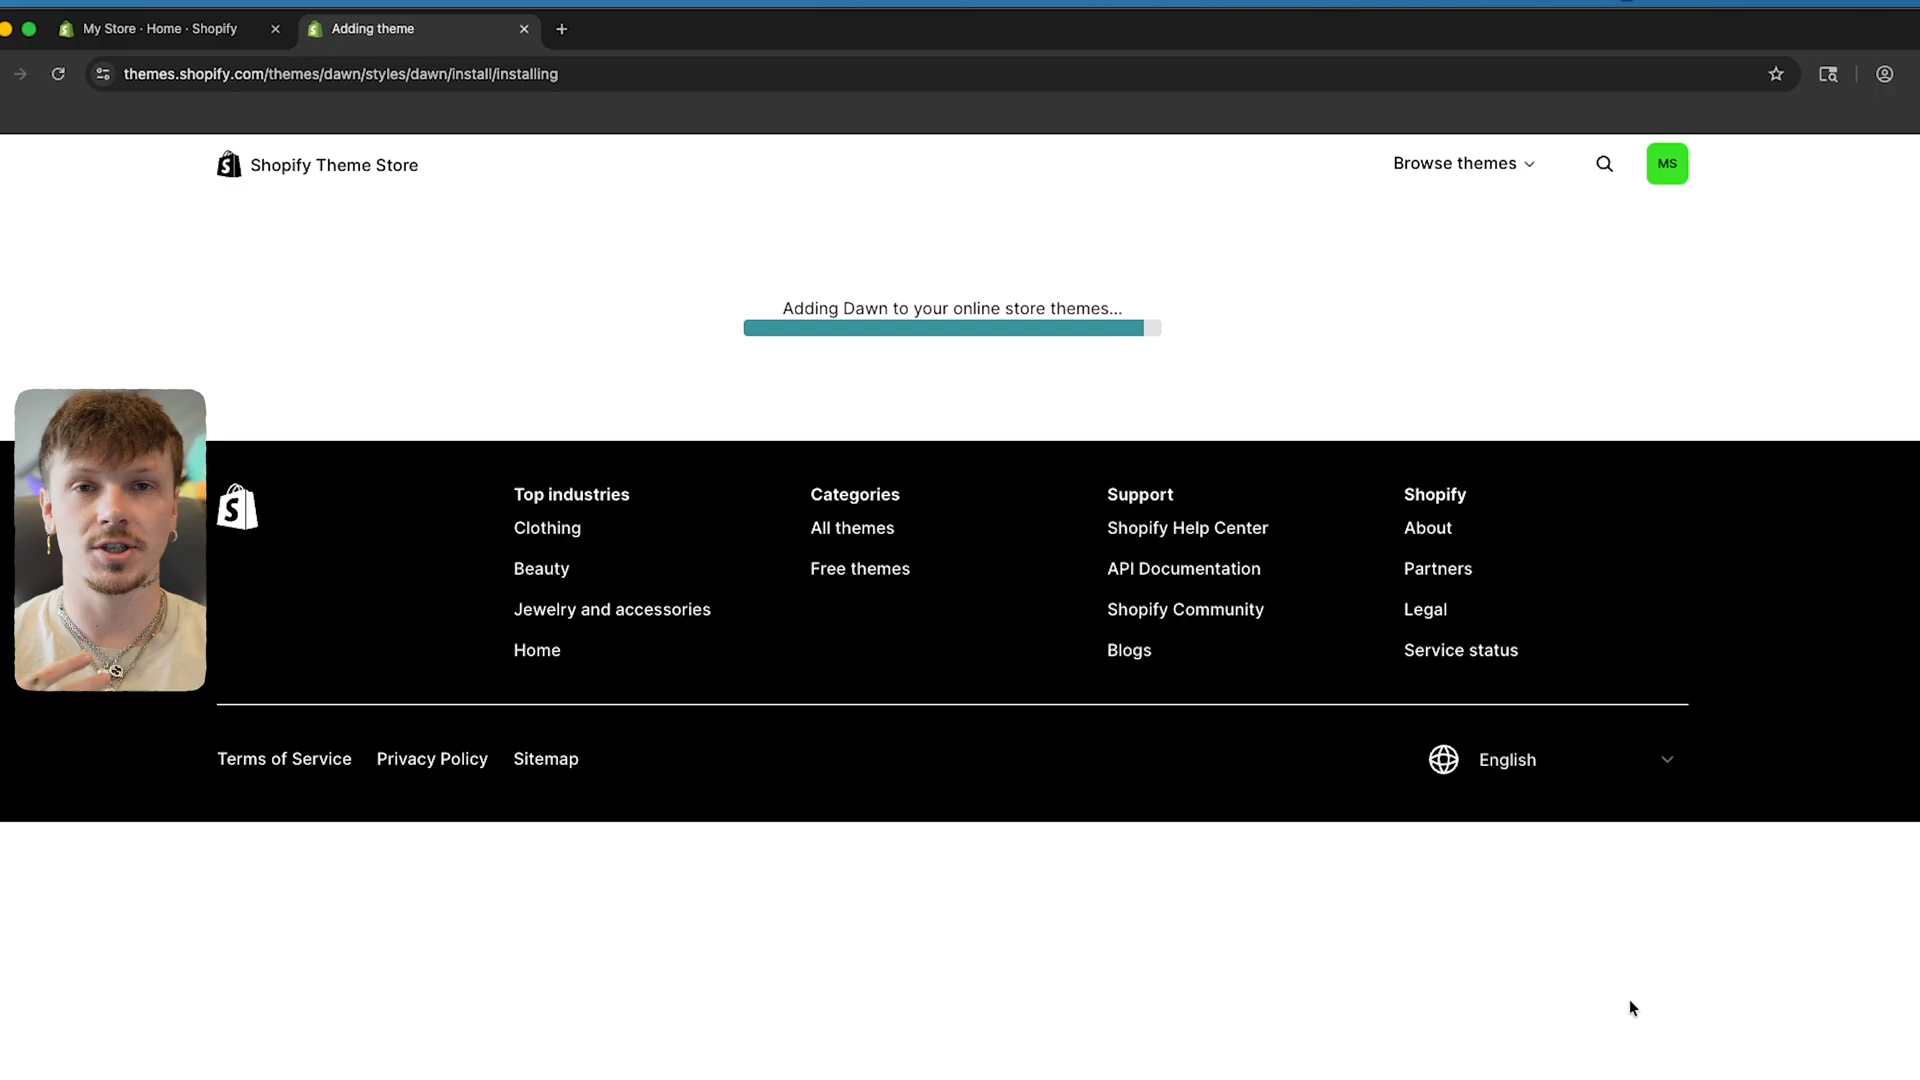 My Store · Home · Shopify
Adding theme
themes.shopify.com/themes/dawn/styles/dawn/install/installing
Shopify Theme Store
Browse themes
MS
Adding Dawn to your online store themes...
Top industries
Clothing
Beauty
Jewelry and accessories
Home
Categories
All themes
Free themes
Support
Shopify Help Center
API Documentation
Shopify Community
Blogs
Shopify
About
Partners
Legal
Service status
Terms of Service
Privacy Policy
Sitemap
English